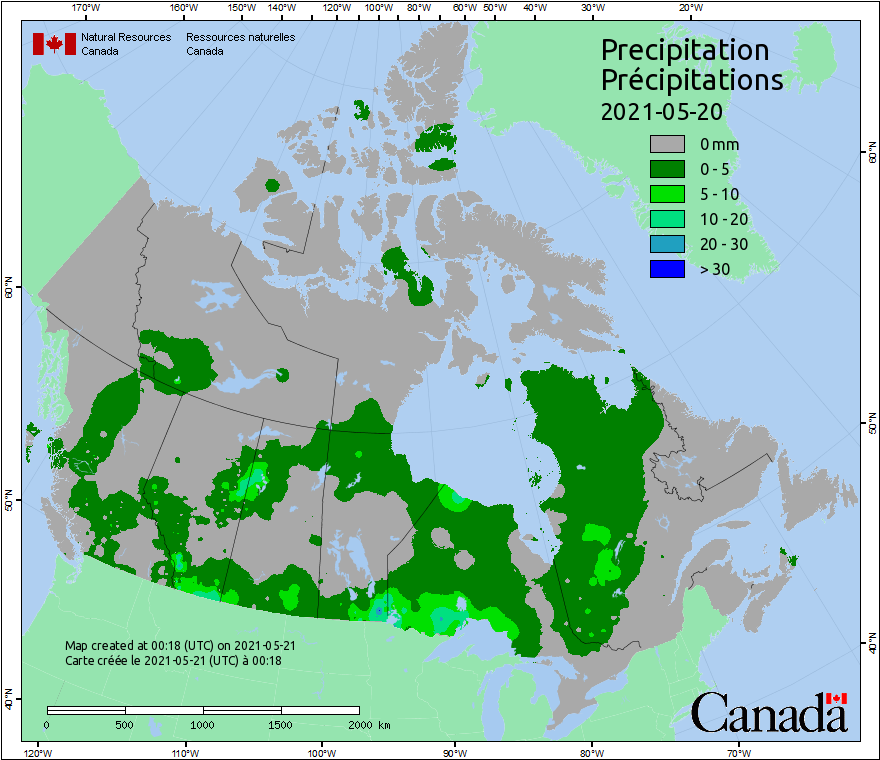 170°W 160°W 150°W 140°W 130°W 120°W 110°W 100°W 90°W 80°W 60°W 50°W 40°W 30°W 20°W
Natural Resources Ressources naturelles
Canada Canada
Precipitation
Précipitations
2021-05-20
0 mm
0 - 5
5 - 10
10 - 20
20 - 30
> 30
60°N
60°N
50°N
50°N
40°N
40°N
Map created at 00:18 (UTC) on 2021-05-21
Carte créée le 2021-05-21 (UTC) à 00:18
0 500 1000 1500 2000 km
Canada
120°W 110°W 100°W 90°W 80°W 70°W